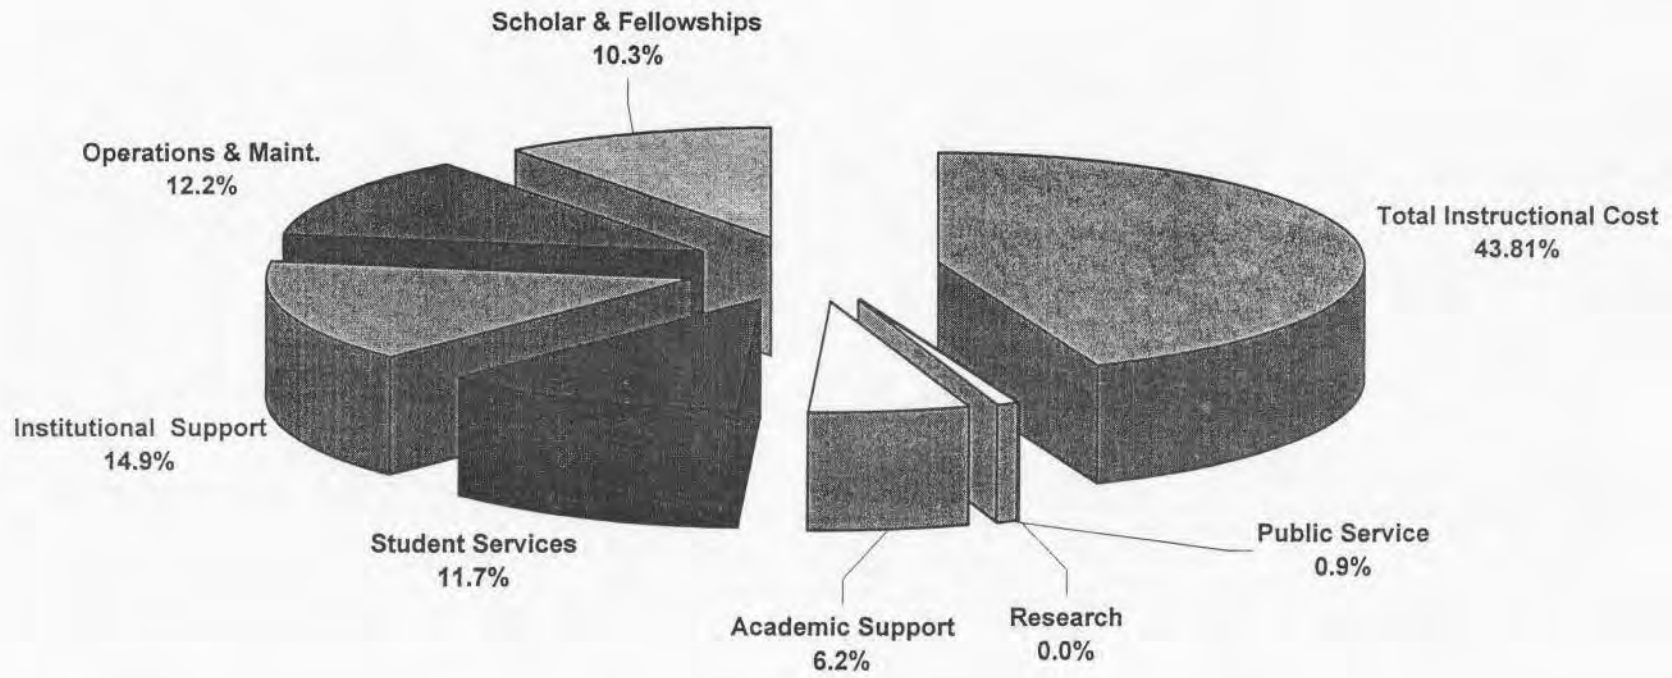 Scholar & Fellowships
10.3%
Operations & Maint.
12.2%
Total Instructional Cost
43.81%
Institutional Support
14.9%
Student Services
11.7%
Public Service
0.9%
Research
0.0%
Academic Support
6.2%